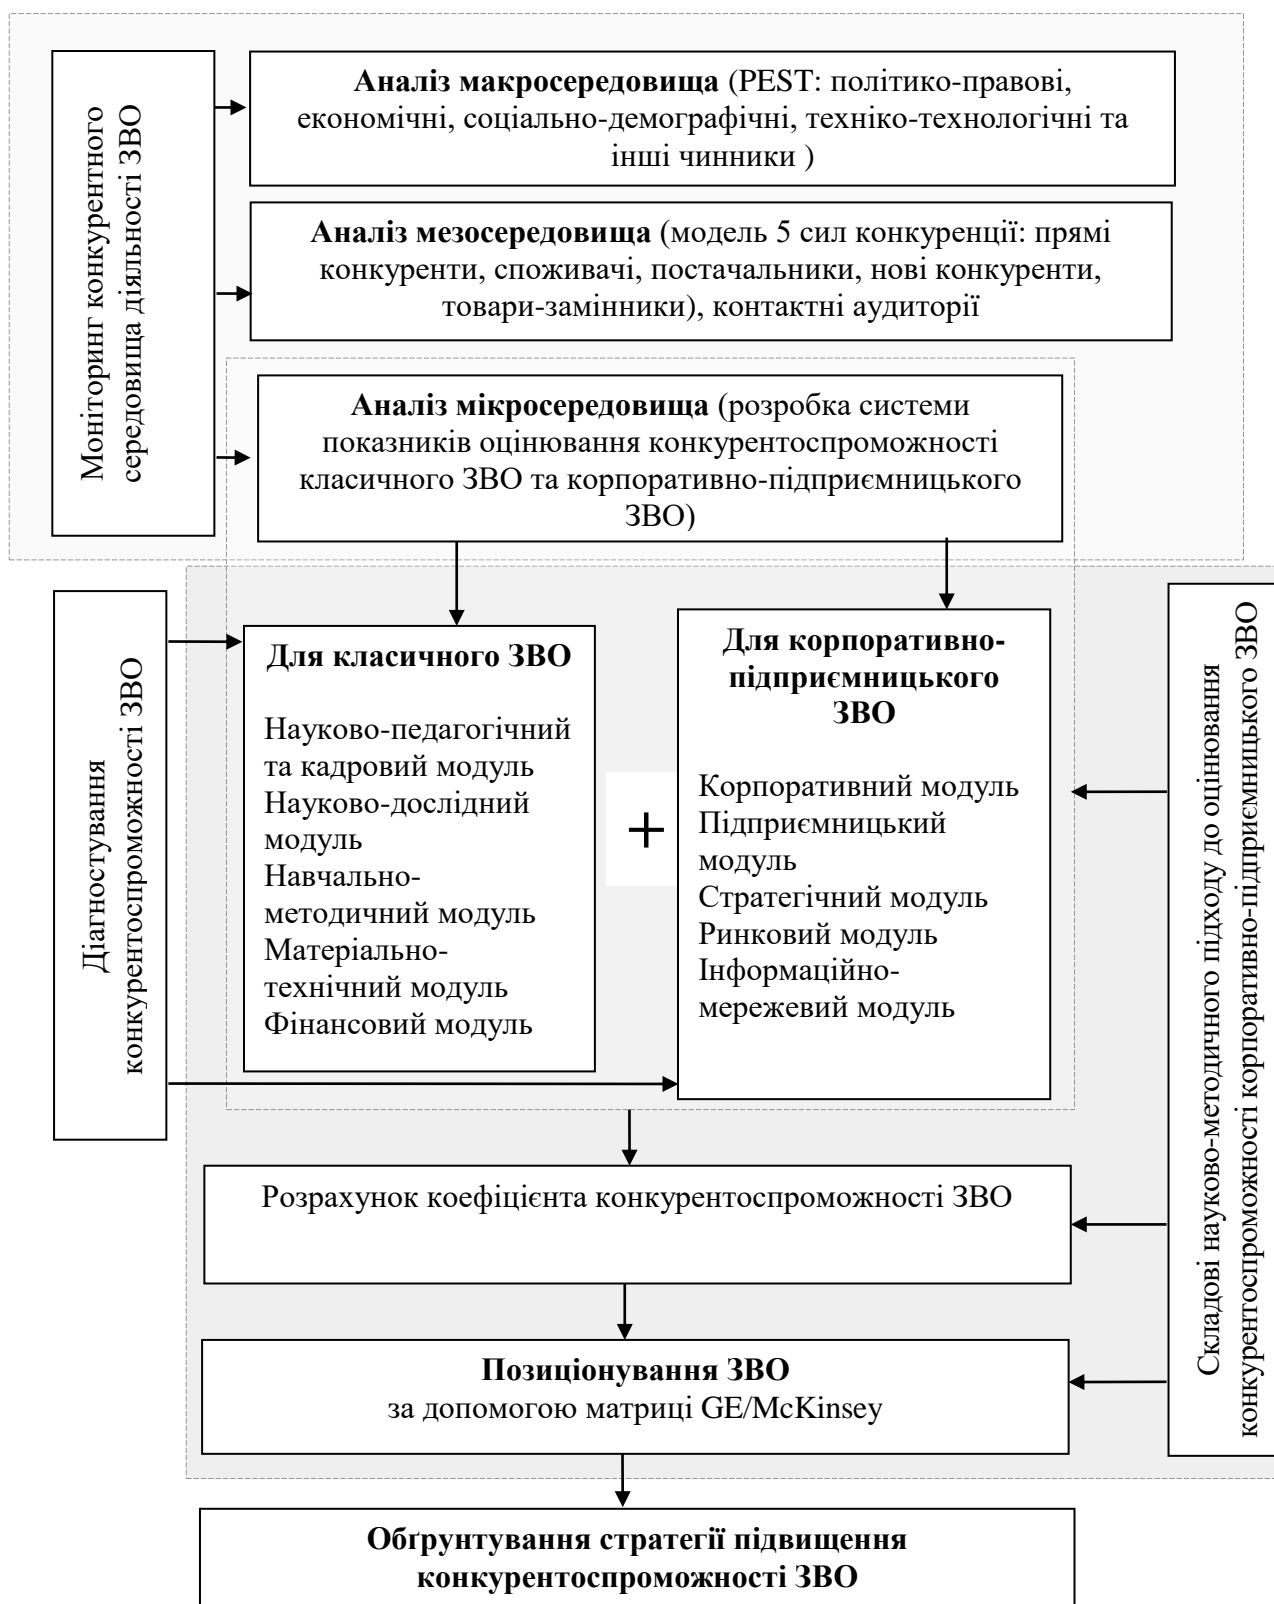 Моніторинг конкурентного
середовища діяльності ЗВО
Аналіз макросередовища (PEST: політико-правові,
економічні, соціально-демографічні, техніко-технологічні та
інші чинники )
Аналіз мезосередовища (модель 5 сил конкуренції: прямі
конкуренти, споживачі, постачальники, нові конкуренти,
товари-замінники), контактні аудиторії
Аналіз мікросередовища (розробка системи
показників оцінювання конкурентоспроможності
класичного ЗВО та корпоративно-підприємницького
ЗВО)
Діагностування
конкурентоспроможності ЗВО
Для класичного ЗВО
Науково-педагогічний
та кадровий модуль
Науково-дослідний
модуль
Навчально-
методичний модуль
Матеріально-
технічний модуль
Фінансовий модуль
+
Для корпоративно-
підприємницького
ЗВО
Корпоративний модуль
Підприємницький
модуль
Стратегічний модуль
Ринковий модуль
Інформаційно-
мережевий модуль
Складові науково-методичного підходу до оцінювання
конкурентоспроможності корпоративно-підприємницького ЗВО
Розрахунок коефіцієнта конкурентоспроможності ЗВО
Позиціонування ЗВО
за допомогою матриці GE/McKinsey
Обґрунтування стратегії підвищення
конкурентоспроможності ЗВО